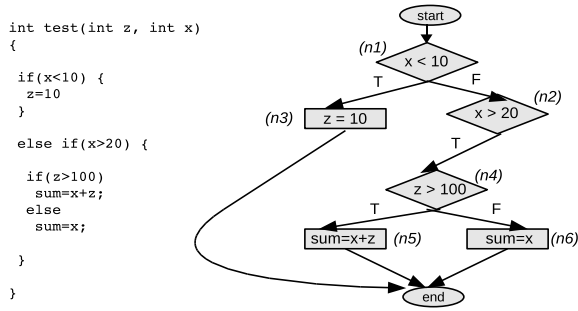 int test(int z, int x)
{
if(x<10) {
z=10
}
else if(x>20) {
if(z>100)
sum=x+z;
else
sum=x;
}
}
start
(n1)
x < 10
T
F
(n3)
z = 10
(n2)
x > 20
T
(n4)
z > 100
T
F
sum=x+z
(n5)
sum=x
(n6)
end